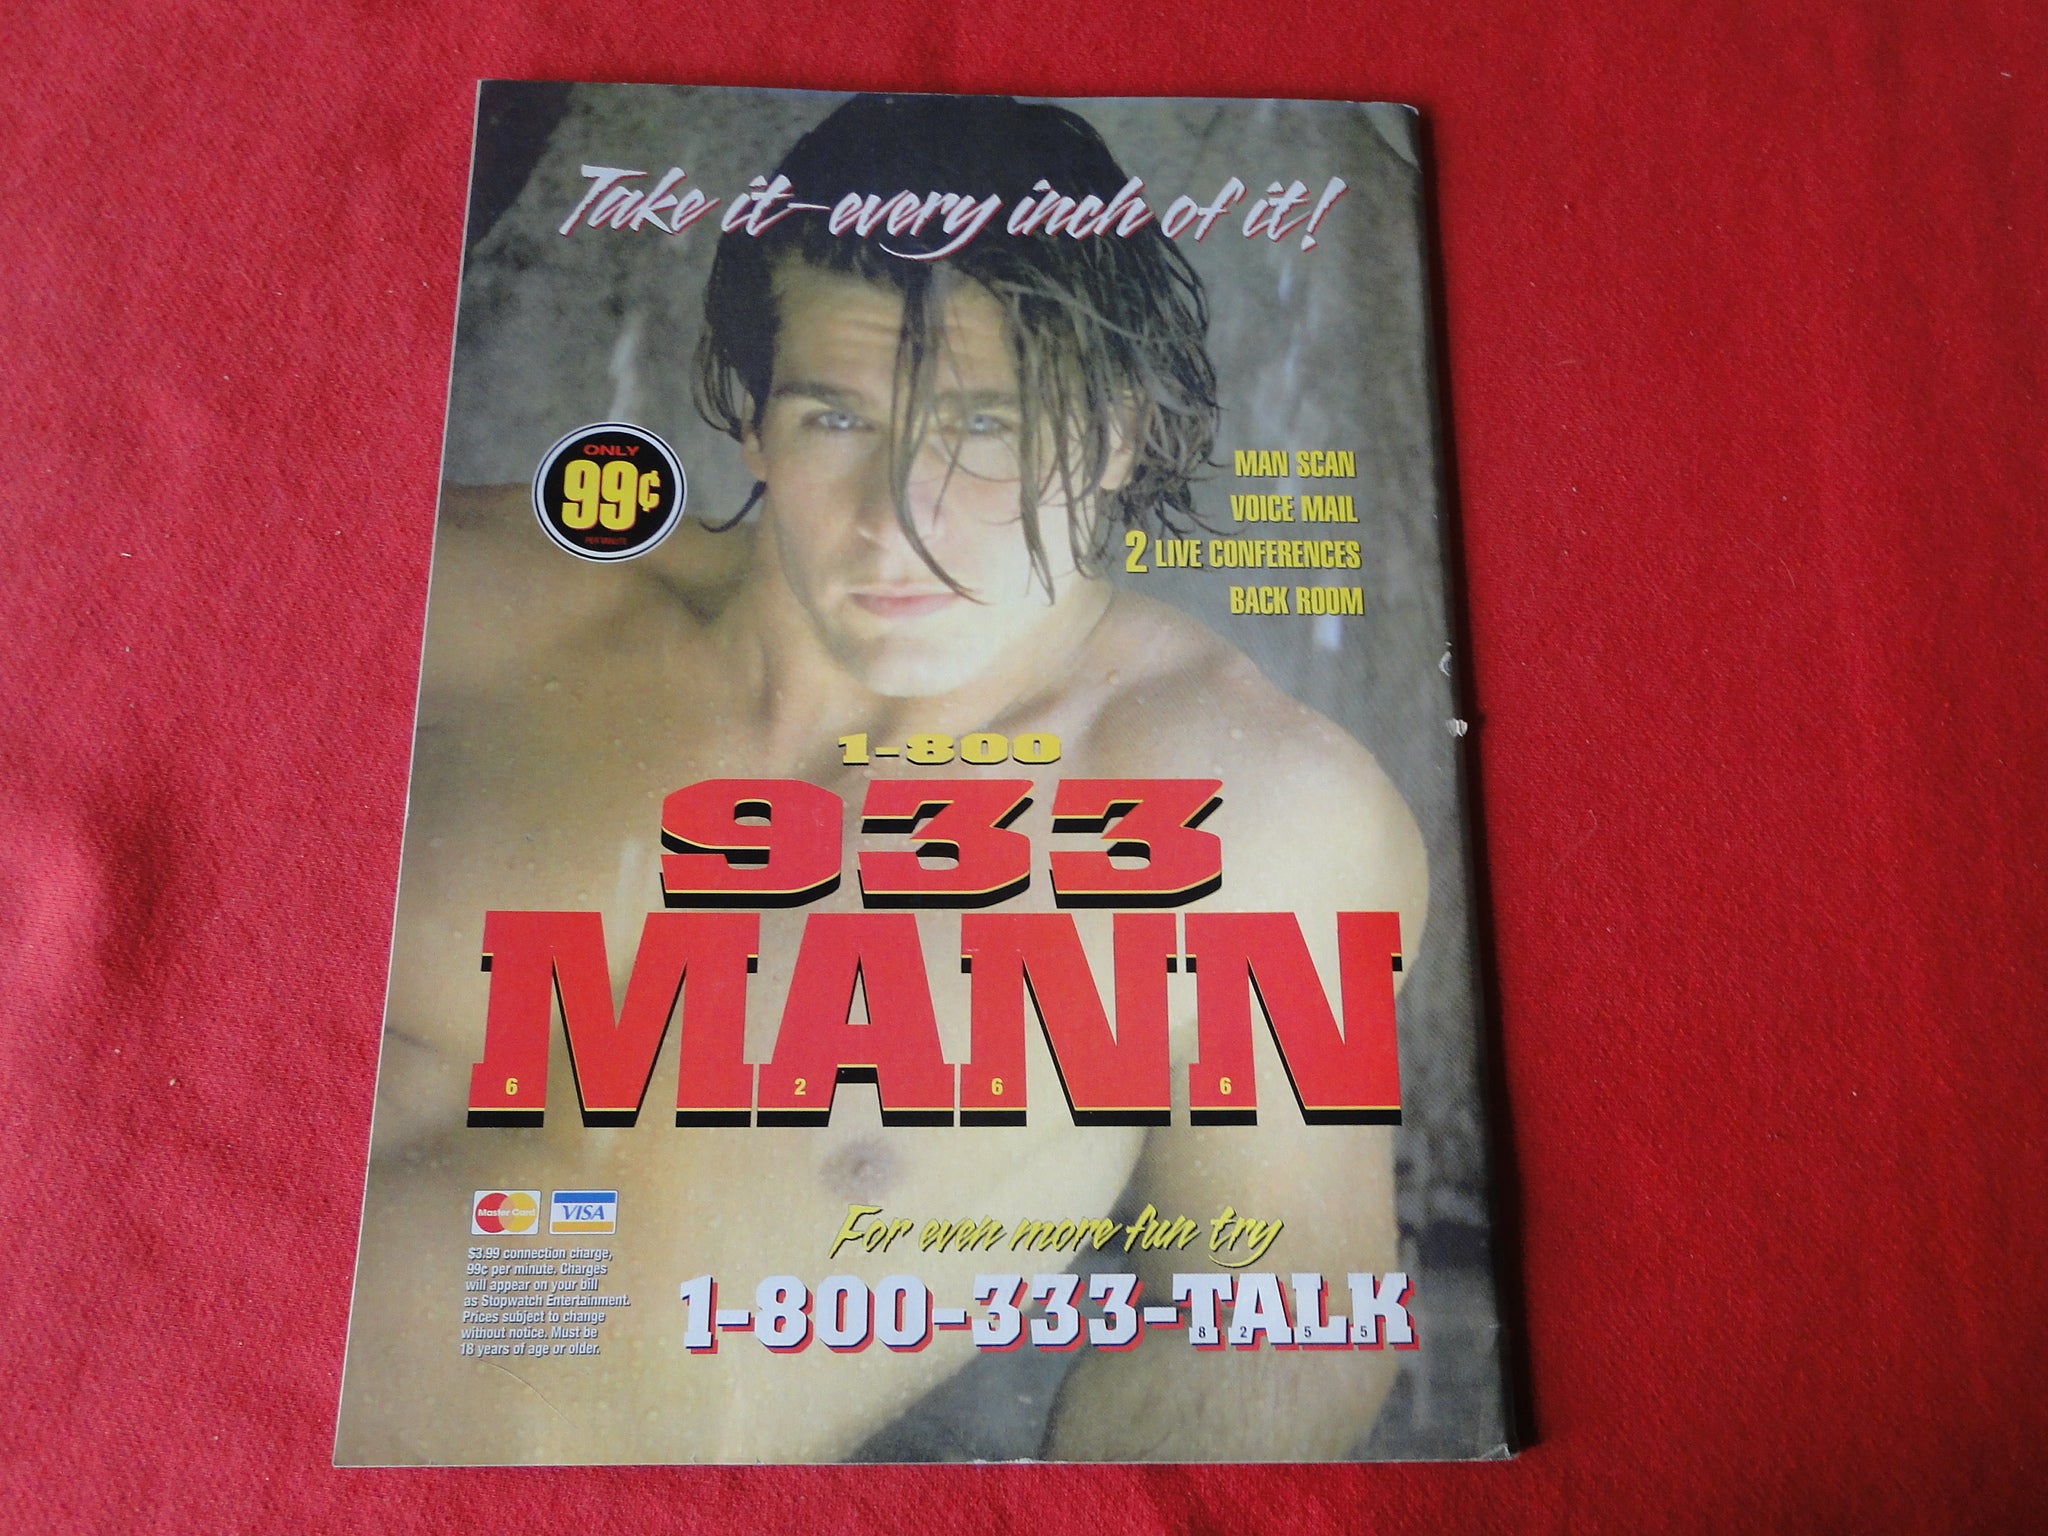 Take it—every inch of it!
ONLY
99¢
PER MINUTE
MAN SCAN
VOICE MAIL
2 LIVE CONFERENCES
BACK ROOM
1-800
933
MANN
6 2 6 6
MasterCard VISA
$3.99 connection charge,
99¢ per minute. Charges
will appear on your bill
as Stopwatch Entertainment.
Prices subject to change
without notice. Must be
18 years of age or older.
For even more fun try
1-800-333-TALK
8 2 5 5